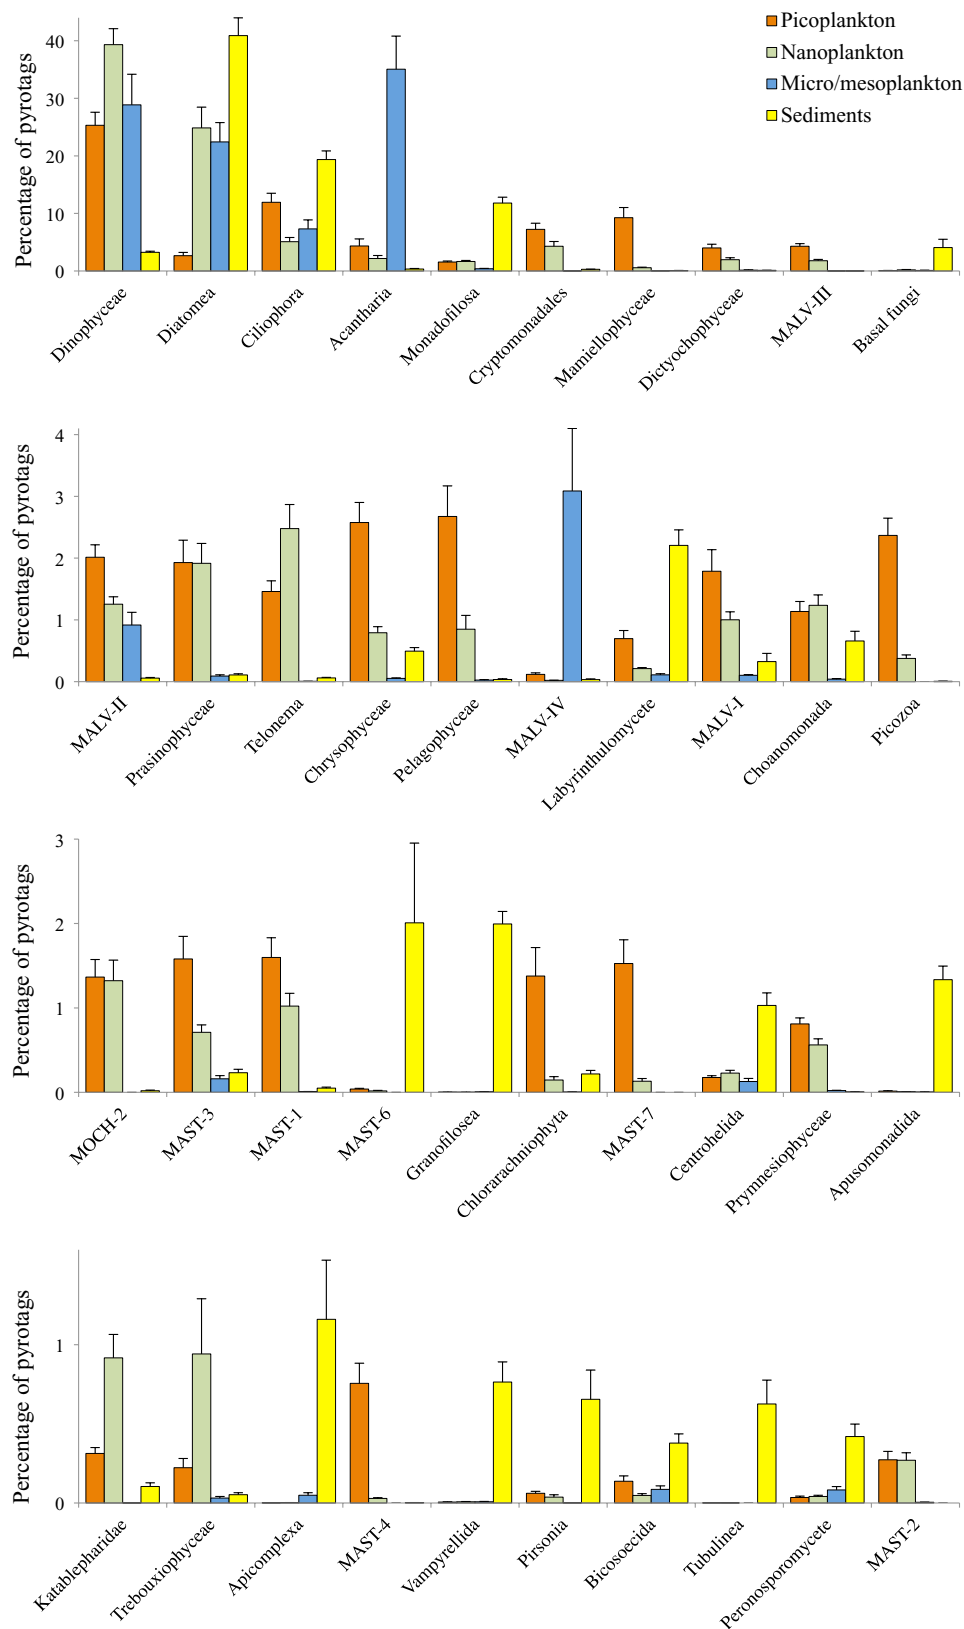 Picoplankton
Nanoplankton
Micro/mesoplankton
Sediments
Percentage of pyrotags
40
30
20
10
0
Dinophyceae
Diatomea
Ciliophora
Acantharia
Monadofilosa
Cryptomonadales
Mamiellophyceae
Dictyochophyceae
MALV-III
Basal fungi
Percentage of pyrotags
4
3
2
1
0
MALV-II
Prasinophyceae
Telonema
Chrysophyceae
Pelagophyceae
MALV-IV
Labyrinthulomycete
MALV-I
Choanomonada
Picozoa
Percentage of pyrotags
3
2
1
0
MOCH-2
MAST-3
MAST-1
MAST-6
Granofilosea
Chlorarachniophyta
MAST-7
Centrohelida
Prymnesiophyceae
Apusomonadida
Percentage of pyrotags
1
0
Katablepharidae
Trebouxiophyceae
Apicomplexa
MAST-4
Vampyrellida
Pirsonia
Bicosoecida
Tubulinea
Peronosporomycete
MAST-2